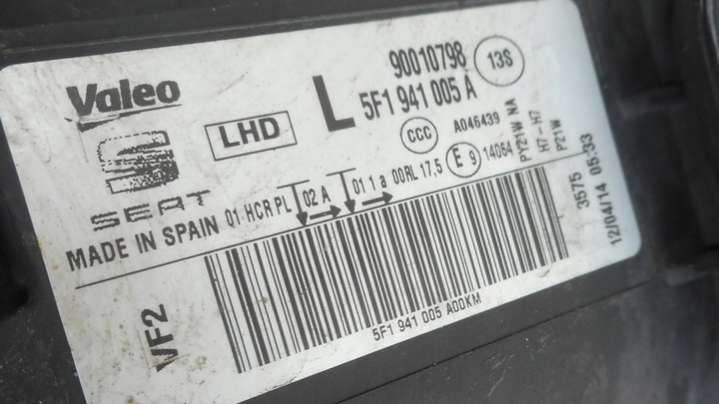 Valeo
SEAT
MADE IN SPAIN
VF2
LHD
L
90010798
13S
5F1 941 005 A
CCC
A046439
01 HCR PL
02 A
01 1 a
00RL 17,5
E 9
14064
PY21W NA
H7-H7
P21W
3575
12/04/14 05:33
5F1 941 005 A00KM